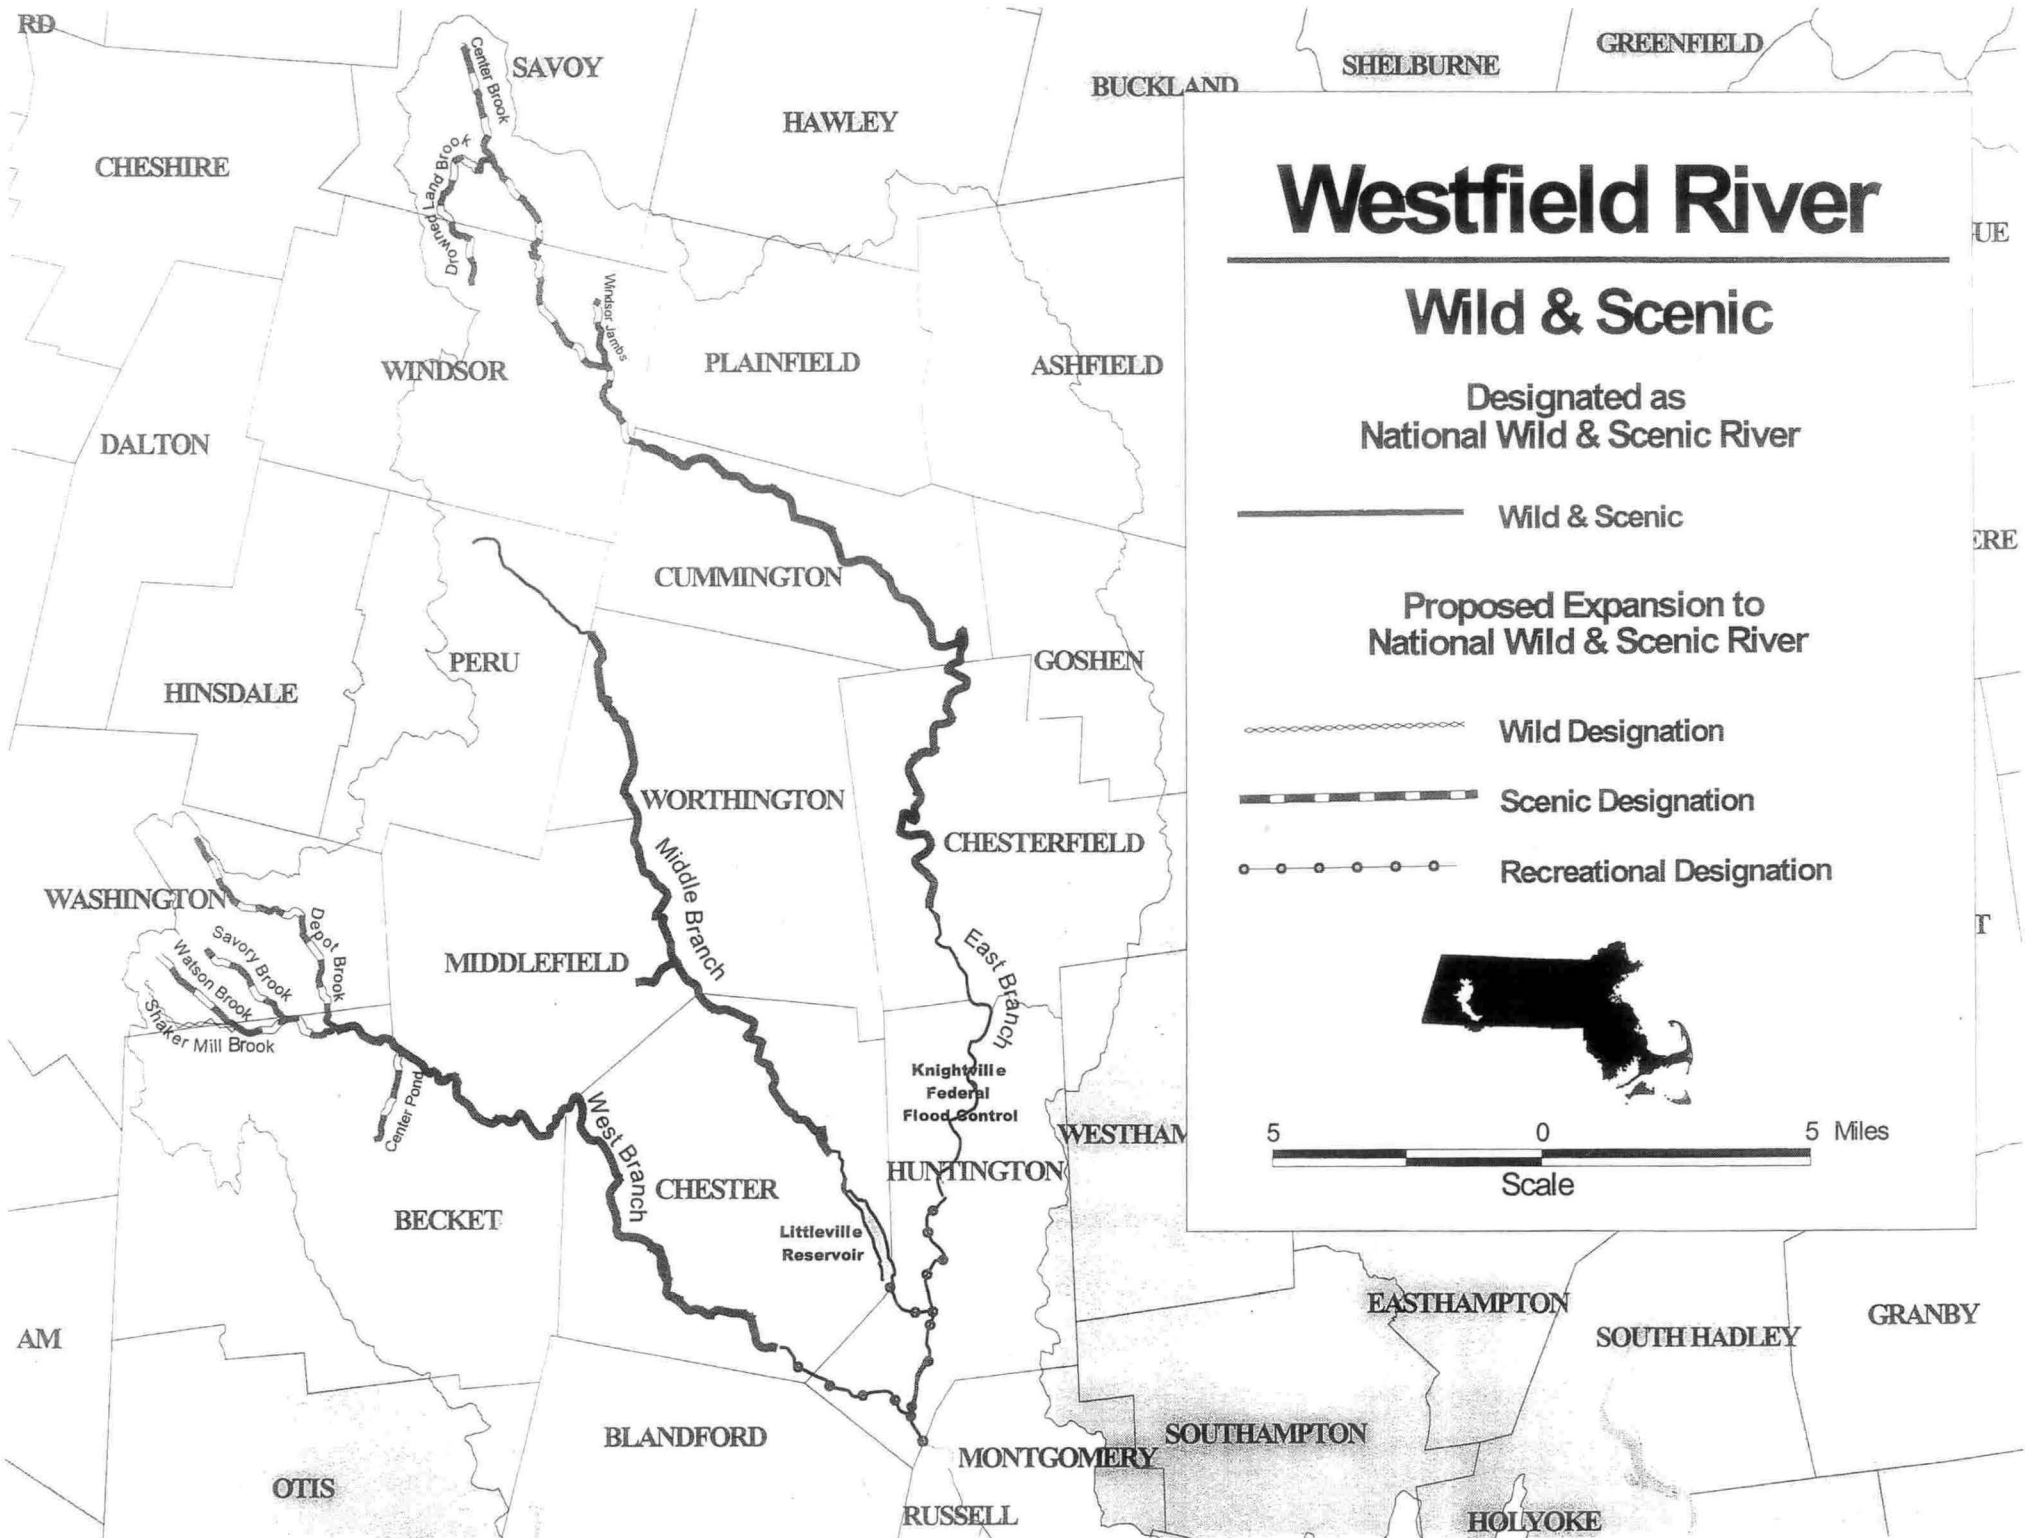 RD
SAVOY
Center Brook
BUCKLAND
SHELBURNE
GREENFIELD
HAWLEY
CHESHIRE
Drowned Land Brook
Westfield River
UE
Wild & Scenic
Windsor Jambs
WINDSOR
PLAINFIELD
ASHFIELD
Designated as
National Wild & Scenic River
DALTON
Wild & Scenic
ERE
CUMMINGTON
Proposed Expansion to
National Wild & Scenic River
PERU
GOSHEN
HINSDALE
Wild Designation
WORTHINGTON
Scenic Designation
CHESTERFIELD
Middle Branch
Recreational Designation
WASHINGTON
Depot Brook
Savory Brook
Watson Brook
Shaker Mill Brook
MIDDLEFIELD
East Branch
T
Knightville
Federal
Flood Control
Center Pond
West Branch
WESTHAM
5 0 5 Miles
Scale
HUNTINGTON
CHESTER
BECKET
Littleville
Reservoir
EASTHAMPTON
GRANBY
AM
SOUTH HADLEY
BLANDFORD
SOUTHAMPTON
MONTGOMERY
OTIS
RUSSELL
HOLYOKE